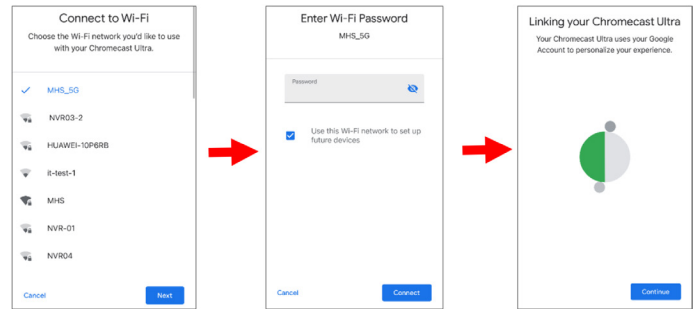 Connect to Wi-Fi
Choose the Wi-Fi network you'd like to use
with your Chromecast Ultra.
MHS_5G
NVR03-2
HUAWEI-10P6RB
it-test-1
MHS
NVR-01
NVR04
Cancel
Next
Enter Wi-Fi Password
MHS_5G
Password
Use this Wi-Fi network to set up
future devices
Cancel
Connect
Linking your Chromecast Ultra
Your Chromecast Ultra uses your Google
Account to personalize your experience.
Continue